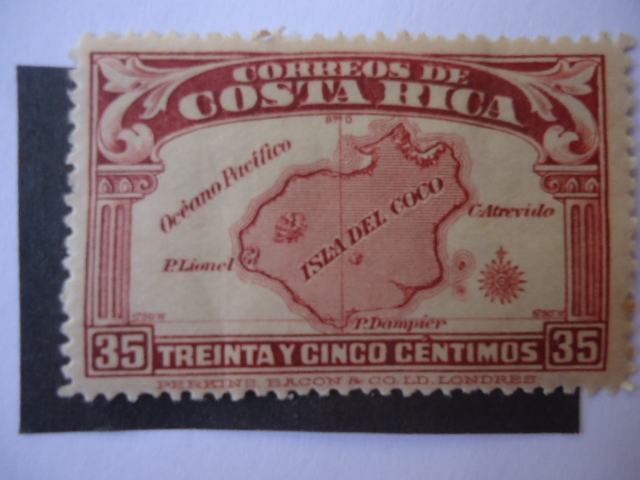 CORREOS DE
COSTA RICA
Océano Pacifico
ISLA DEL COCO
C. Atrevido
P. Lionel
P. Dampier
35 TREINTA Y CINCO CÉNTIMOS 35
PERKINS, BACON & CO. LD. LONDRES